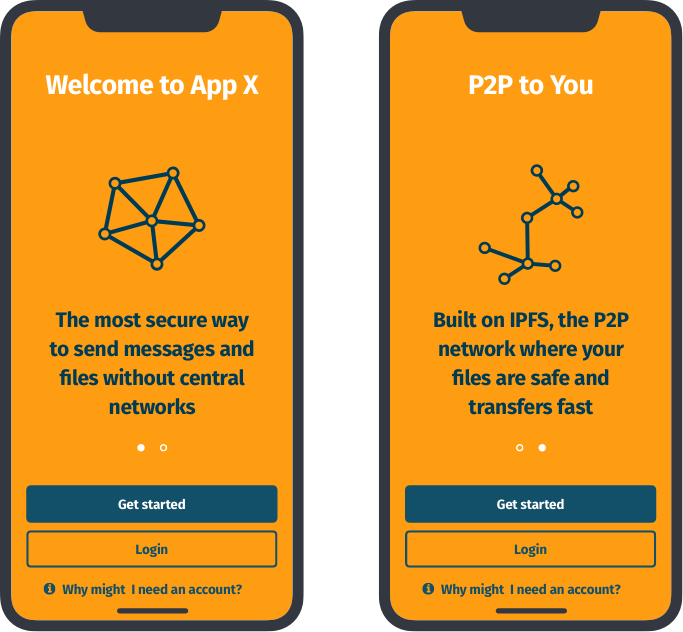 Welcome to App X
The most secure way
to send messages and
files without central
networks
Get started
Login
Why might I need an account?
P2P to You
Built on IPFS, the P2P
network where your
files are safe and
transfers fast
Get started
Login
Why might I need an account?